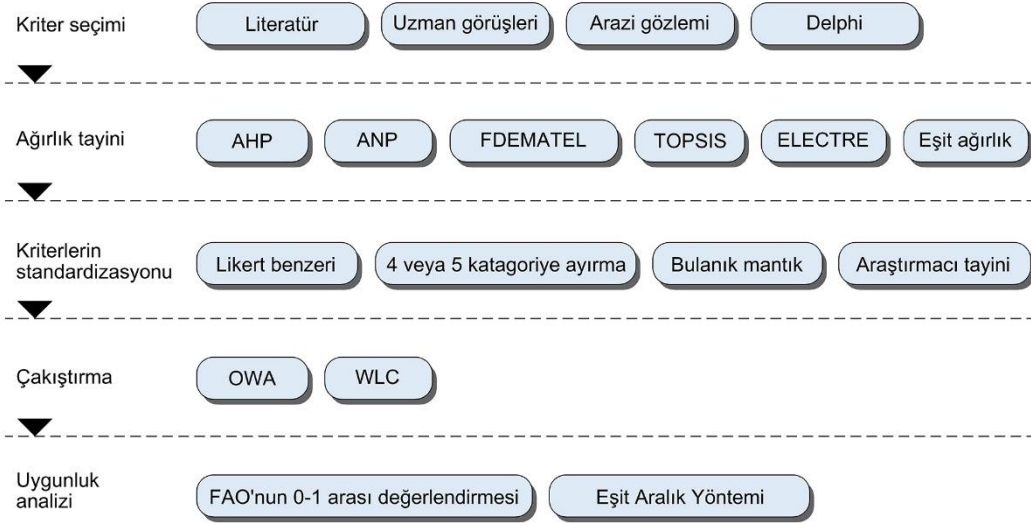 Kriter seçimi
Literatür
Uzman görüşleri
Arazi gözlemi
Delphi
Ağırlık tayini
AHP
ANP
FDEMATEL
TOPSIS
ELECTRE
Eşit ağırlık
Kriterlerin
standardizasyonu
Likert benzeri
4 veya 5 katagoriye ayırma
Bulanık mantık
Araştırmacı tayini
Çakıştırma
OWA
WLC
Uygunluk
analizi
FAO'nun 0-1 arası değerlendirmesi
Eşit Aralık Yöntemi